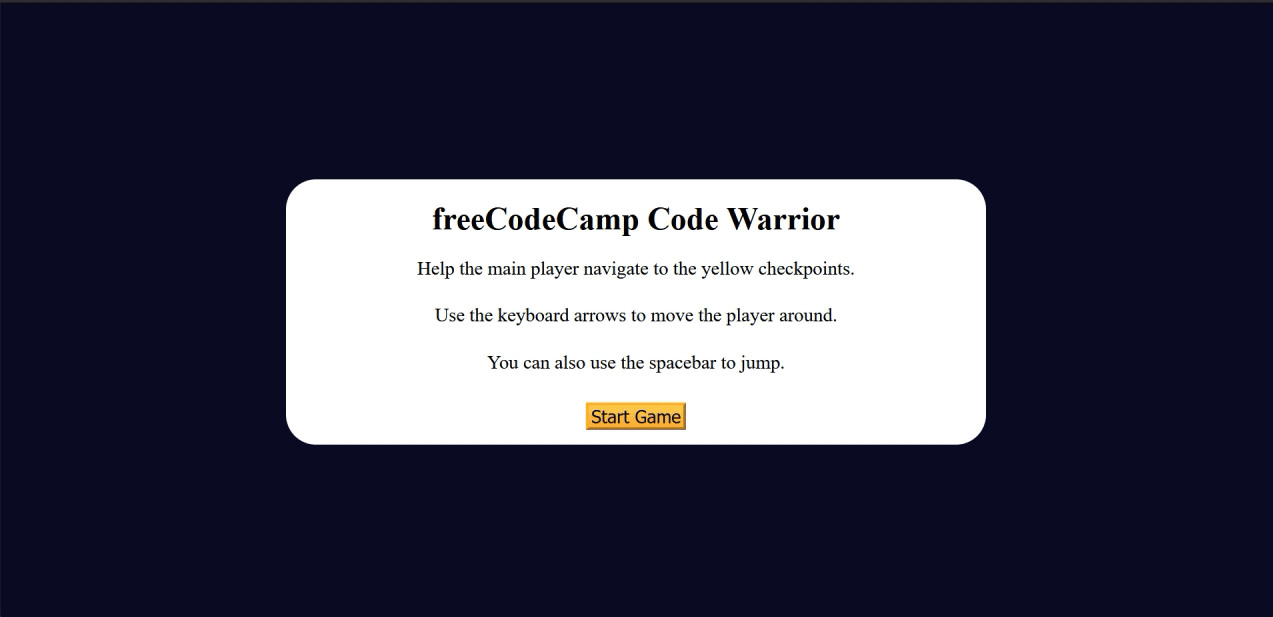 freeCodeCamp Code Warrior
Help the main player navigate to the yellow checkpoints.
Use the keyboard arrows to move the player around.
You can also use the spacebar to jump.
Start Game